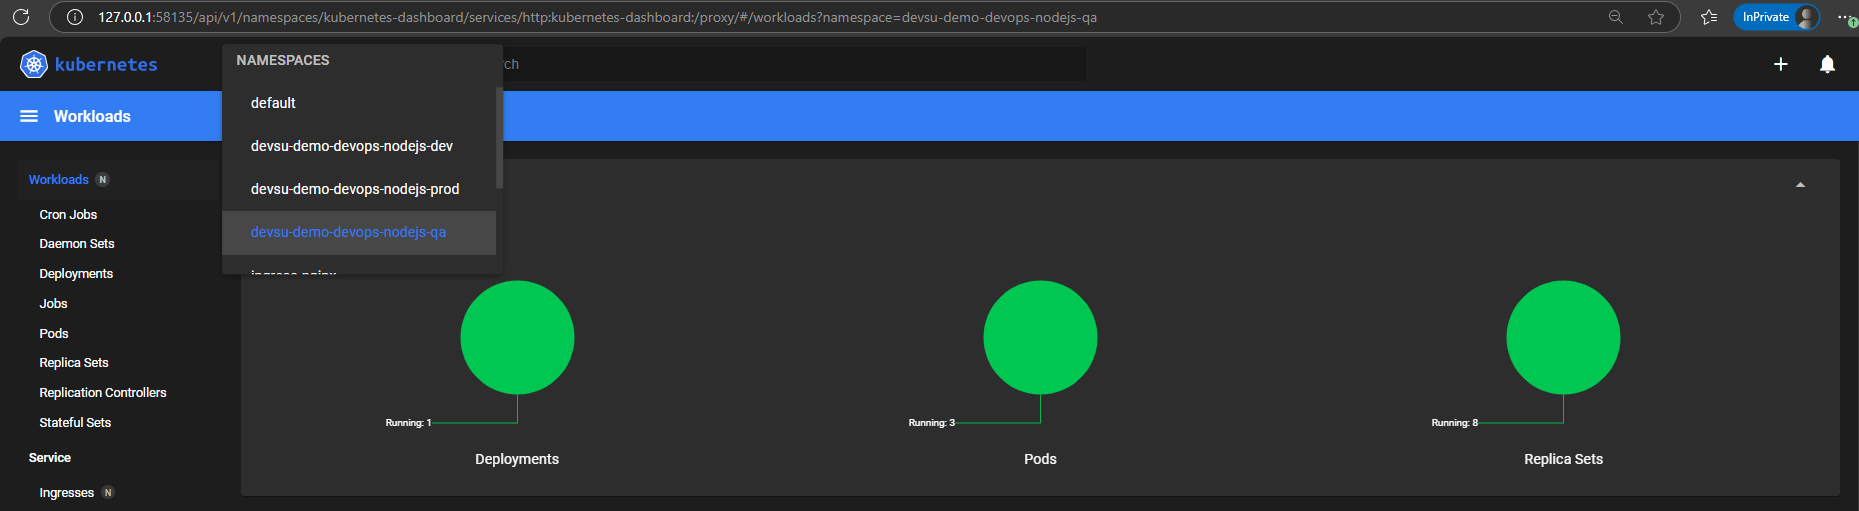 127.0.0.1:58135/api/v1/namespaces/kubernetes-dashboard/services/http:kubernetes-dashboard:/proxy/#/workloads?namespace=devsu-demo-devops-nodejs-qa
InPrivate
kubernetes
NAMESPACES
rch
Workloads
default
devsu-demo-devops-nodejs-dev
devsu-demo-devops-nodejs-prod
devsu-demo-devops-nodejs-qa
ingress-nginx
Workloads N
Cron Jobs
Daemon Sets
Deployments
Jobs
Pods
Replica Sets
Replication Controllers
Stateful Sets
Service
Ingresses N
Running: 1
Deployments
Running: 3
Pods
Running: 8
Replica Sets